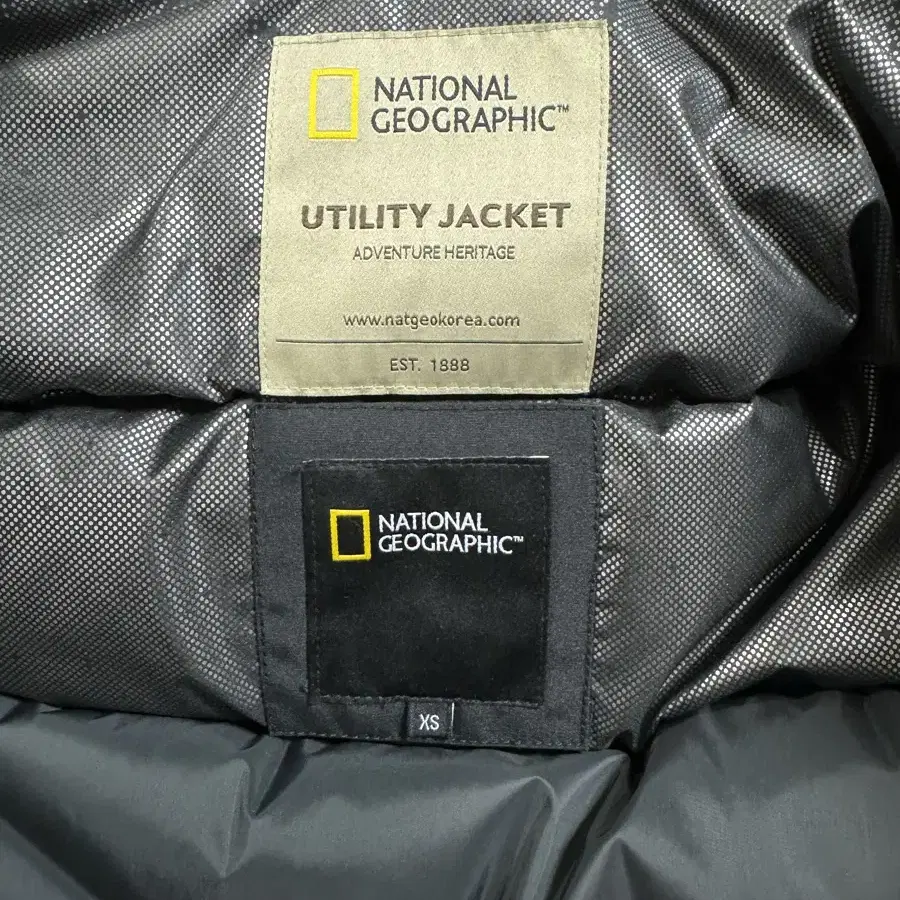 NATIONAL
GEOGRAPHIC™
UTILITY JACKET
ADVENTURE HERITAGE
www.natgeokorea.com
EST. 1888
NATIONAL
GEOGRAPHIC™
XS